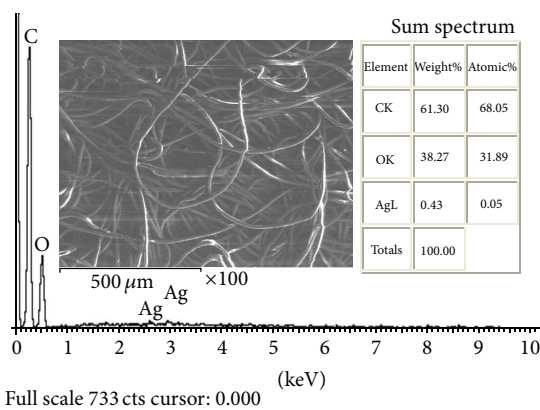 Sum spectrum
Element Weight% Atomic%
CK 61.30 68.05
OK 38.27 31.89
AgL 0.43 0.05
Totals 100.00
C
O
500 μm ×100
Ag
Ag
0 1 2 3 4 5 6 7 8 9 10
(keV)
Full scale 733 cts cursor: 0.000